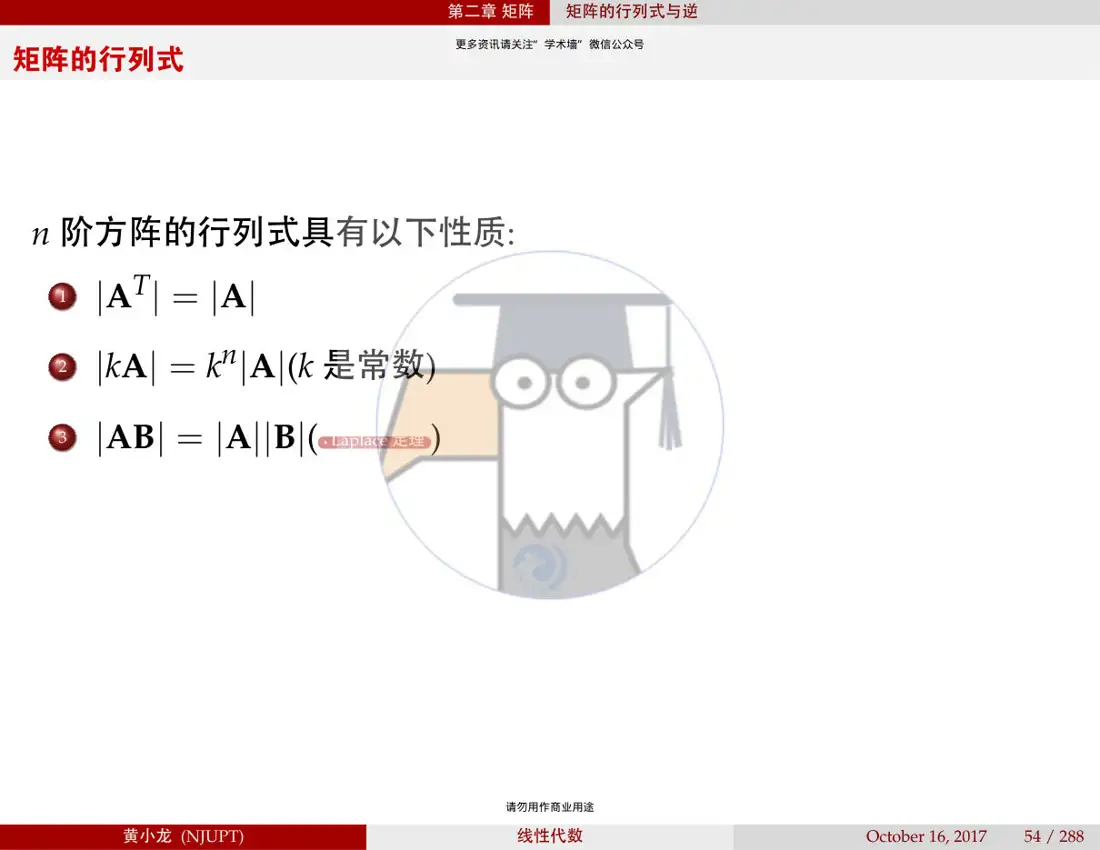 第二章 矩阵 矩阵的行列式与逆
更多资讯请关注“学术墙”微信公众号
矩阵的行列式
n 阶方阵的行列式具有以下性质:
1 |A^T| = |A|
2 |kA| = k^n|A|(k 是常数)
3 |AB| = |A||B|(Laplace 定理)
请勿用作商业用途
黄小龙 (NJUPT) 线性代数 October 16, 2017 54 / 288